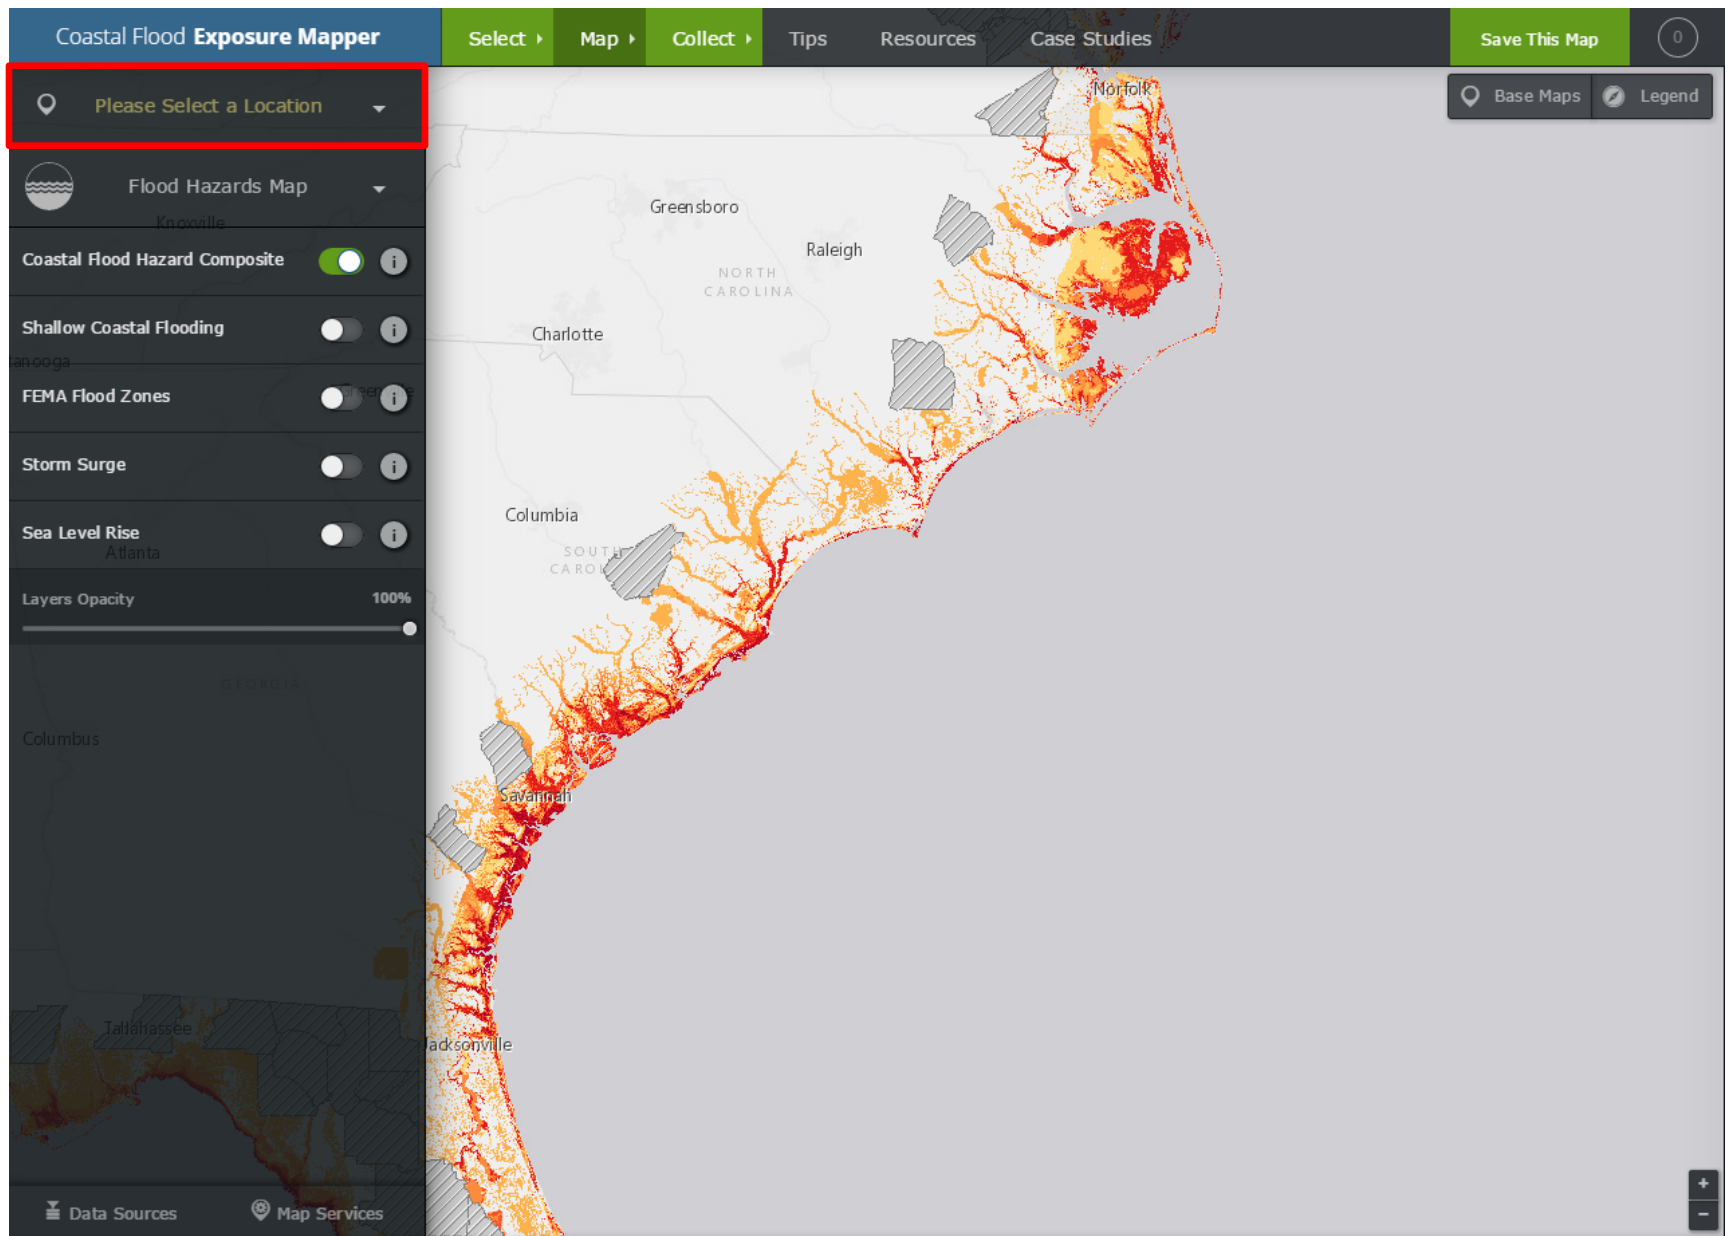 Coastal Flood Exposure Mapper
Select
Map
Collect
Tips
Resources
Case Studies
Save This Map
0
Please Select a Location
Base Maps
Legend
Norfolk
Flood Hazards Map
Knoxville
Greensboro
Raleigh
Coastal Flood Hazard Composite
i
NORTH
CAROLINA
Shallow Coastal Flooding
i
Charlotte
tanooga
FEMA Flood Zones
i
Storm Surge
i
Columbia
Sea Level Rise
i
Atlanta
SOUTH
CAROL
Layers Opacity
100%
GEORGIA
Columbus
Savannah
Tallahassee
Jacksonville
Data Sources
Map Services
+
−